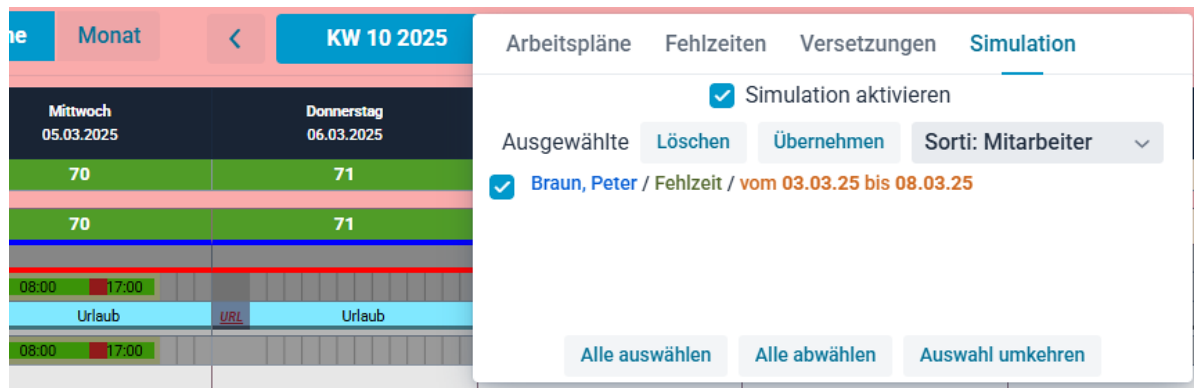 ne Monat < KW 10 2025
Mittwoch
05.03.2025
Donnerstag
06.03.2025
70 71
70 71
08:00 17:00
Urlaub URL Urlaub
08:00 17:00
Arbeitspläne Fehlzeiten Versetzungen Simulation
Simulation aktivieren
Ausgewählte Löschen Übernehmen Sorti: Mitarbeiter
Braun, Peter / Fehlzeit / vom 03.03.25 bis 08.03.25
Alle auswählen Alle abwählen Auswahl umkehren